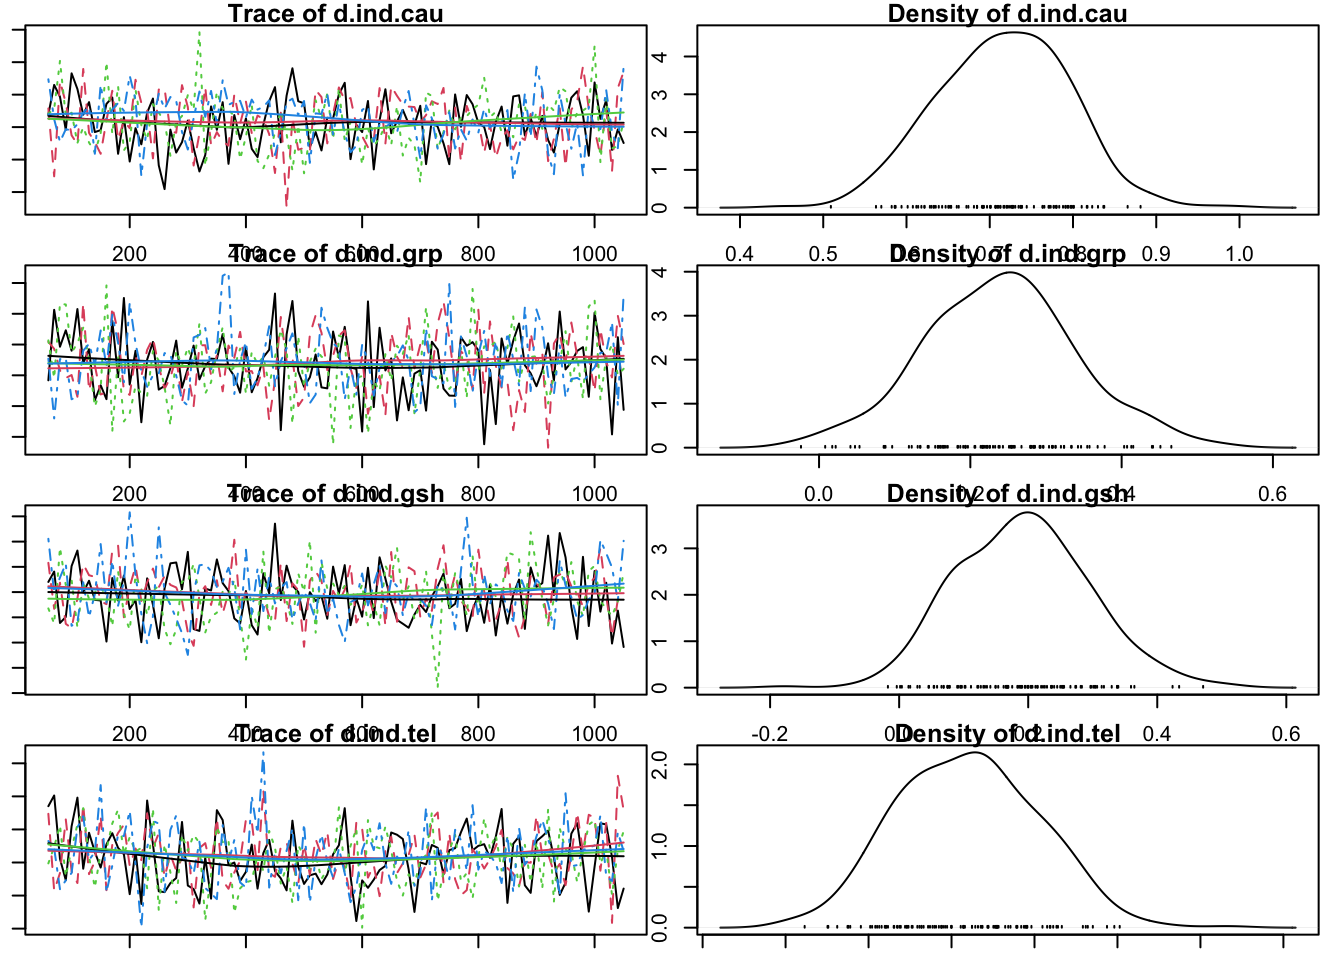 Trace of d.ind.cau
Density of d.ind.cau
0 1 2 3 4
200 400 600 800 1000
0.4 0.5 0.6 0.7 0.8 0.9 1.0
Trace of d.ind.grp
Density of d.ind.grp
0 1 2 3 4
200 400 600 800 1000
0.0 0.2 0.4 0.6
Trace of d.ind.gsh
Density of d.ind.gsh
0 1 2 3
200 400 600 800 1000
-0.2 0.0 0.2 0.4 0.6
Trace of d.ind.tel
Density of d.ind.tel
0.0 1.0 2.0